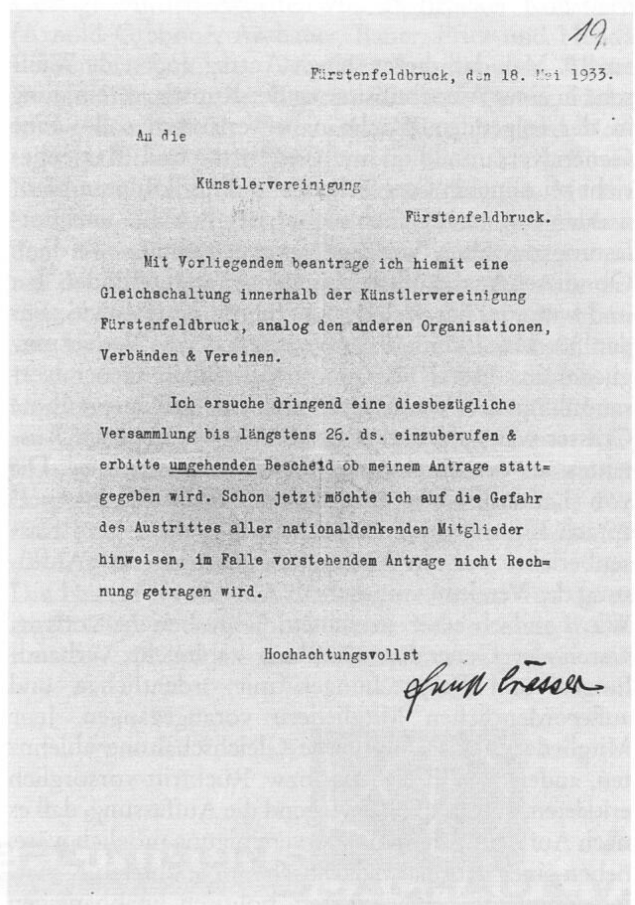 19.
Fürstenfeldbruck, den 18. Mai 1933.
An die
Künstlervereinigung
Fürstenfeldbruck.
Mit Vorliegendem beantrage ich hiemit eine
Gleichschaltung innerhalb der Künstlervereinigung
Fürstenfeldbruck, analog den anderen Organisationen,
Verbänden & Vereinen.
Ich ersuche dringend eine diesbezügliche
Versammlung bis längstens 26. ds. einzuberufen &
erbitte umgehenden Bescheid ob meinem Antrage statt=
gegeben wird. Schon jetzt möchte ich auf die Gefahr
des Austrittes aller nationaldenkenden Mitglieder
hinweisen, im Falle vorstehendem Antrage nicht Rech=
nung getragen wird.
Hochachtungsvollst